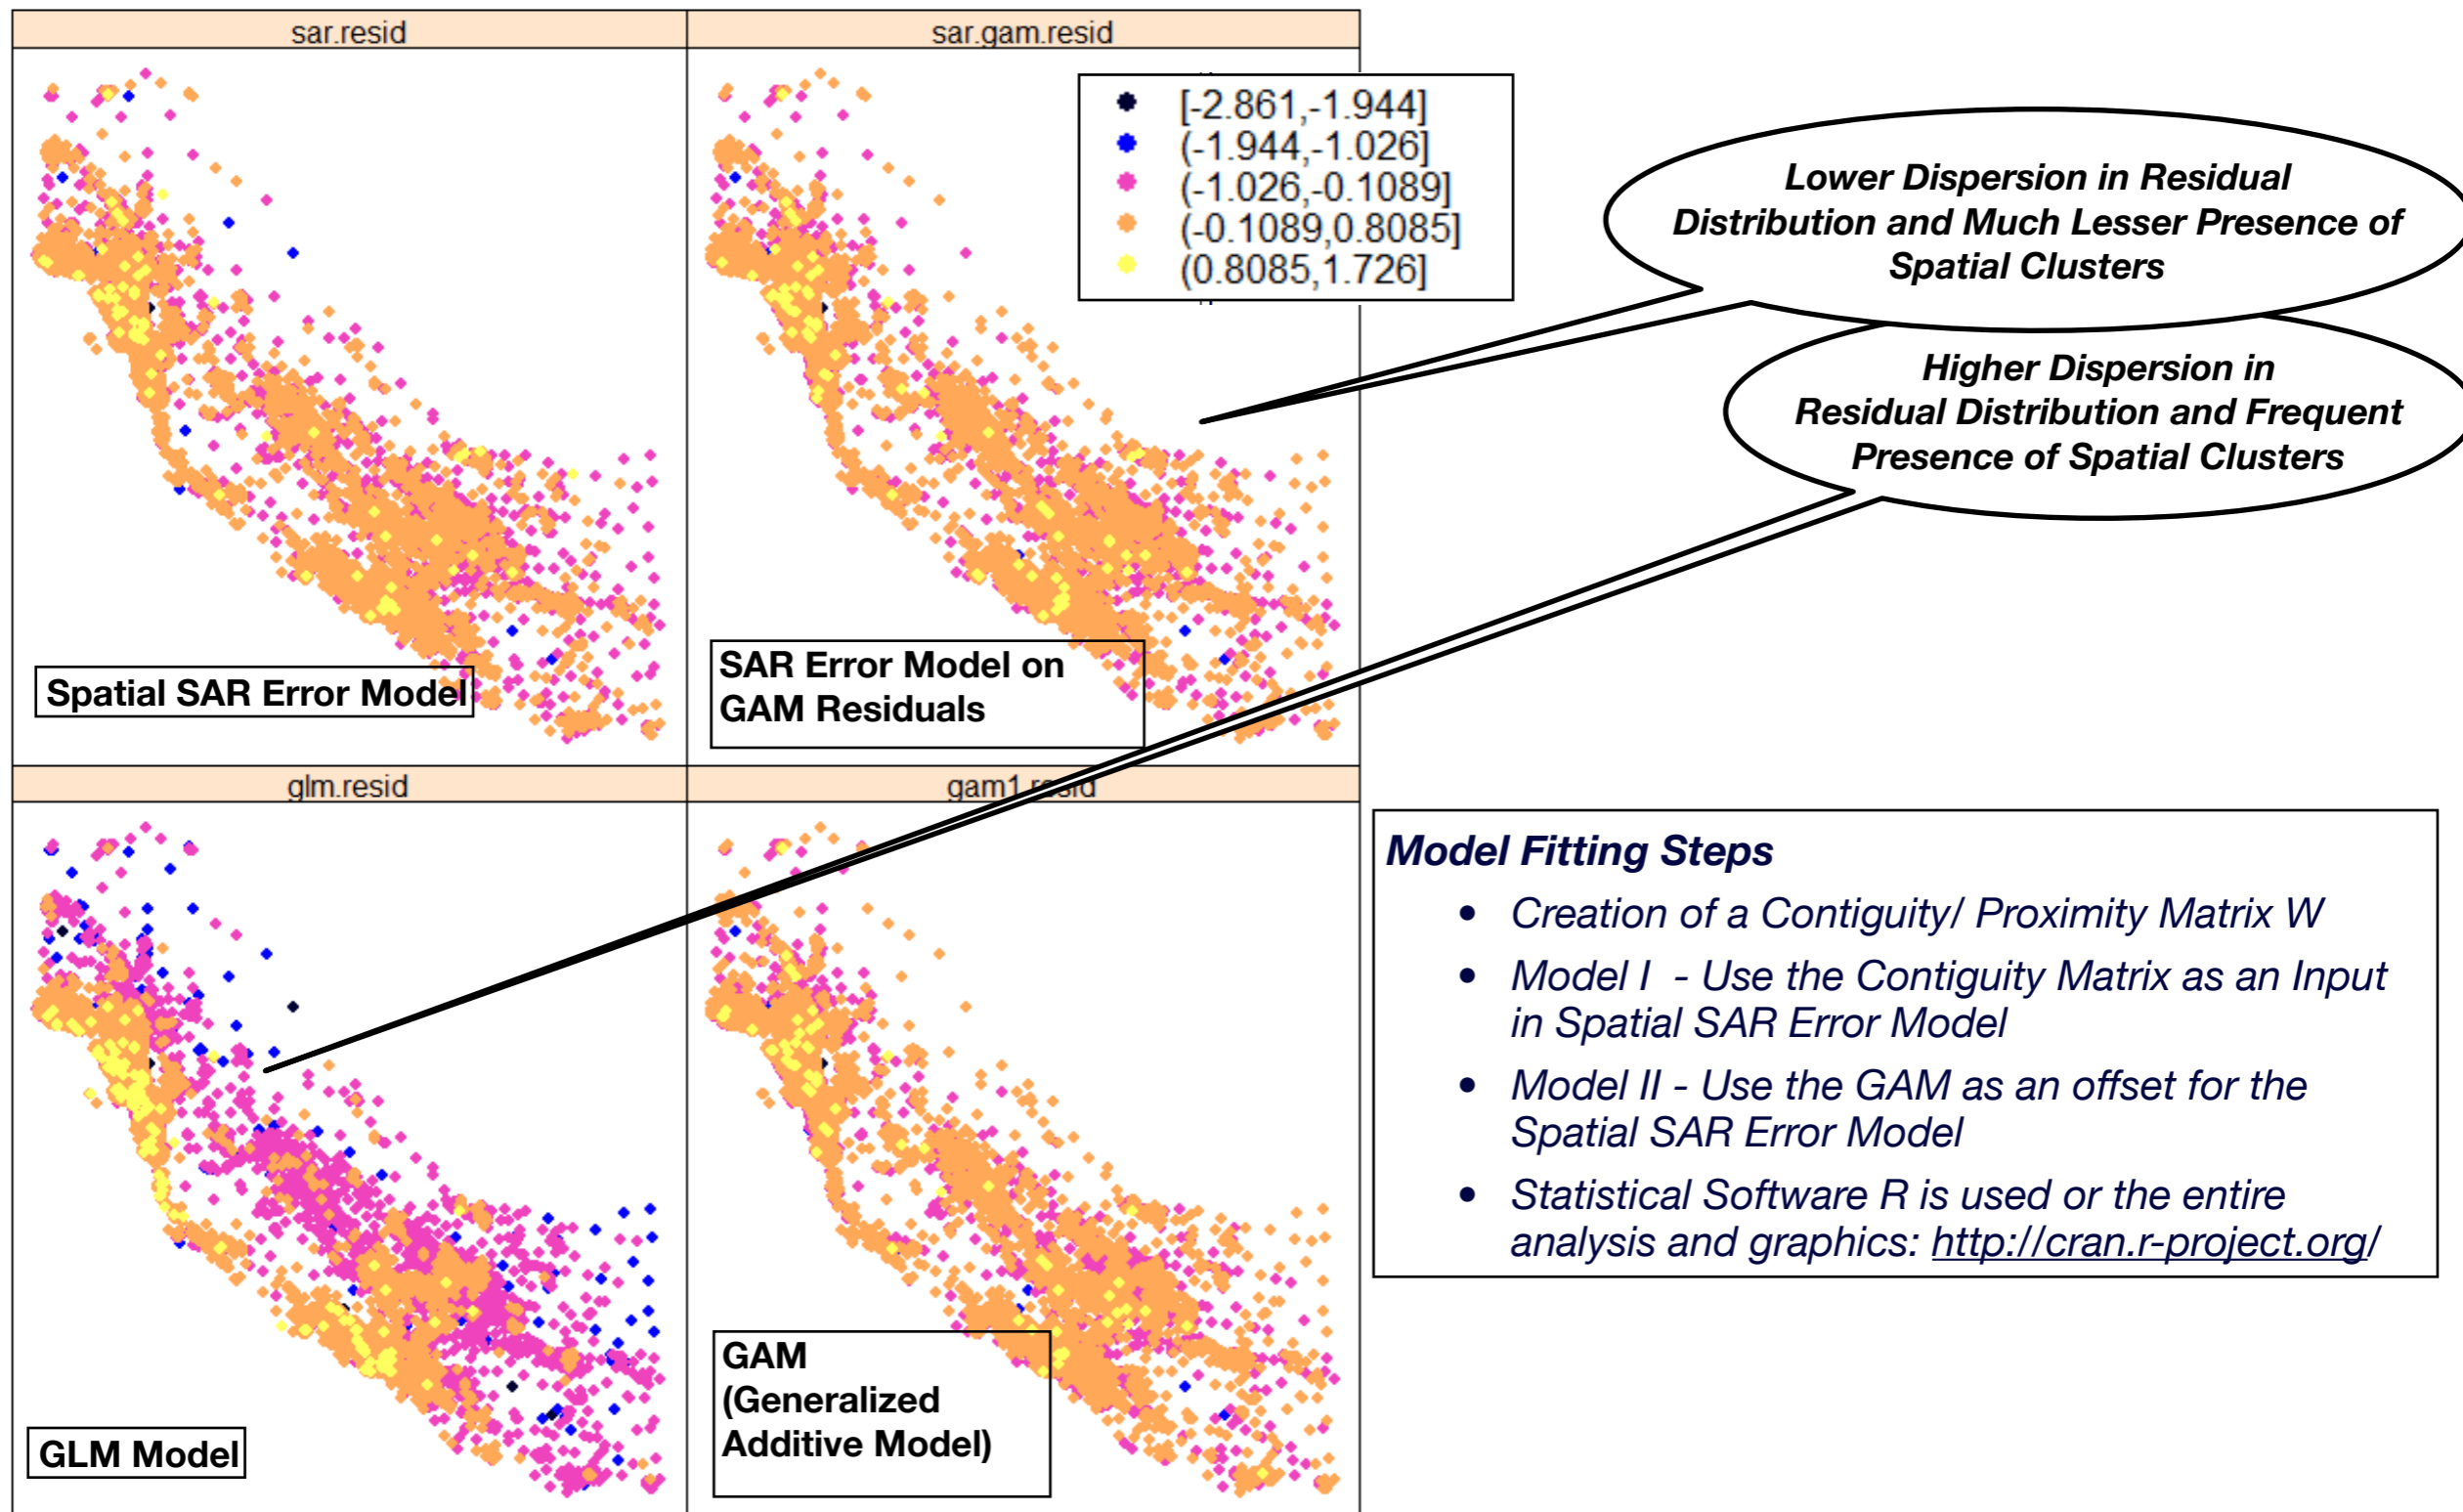 sar.resid
sar.gam.resid
[-2.861,-1.944]
(-1.944,-1.026]
(-1.026,-0.1089]
(-0.1089,0.8085]
(0.8085,1.726]
Lower Dispersion in Residual
Distribution and Much Lesser Presence of
Spatial Clusters
Higher Dispersion in
Residual Distribution and Frequent
Presence of Spatial Clusters
Spatial SAR Error Model
SAR Error Model on
GAM Residuals
glm.resid
gam1.resid
GLM Model
GAM
(Generalized
Additive Model)
Model Fitting Steps
• Creation of a Contiguity/ Proximity Matrix W
• Model I - Use the Contiguity Matrix as an Input
in Spatial SAR Error Model
• Model II - Use the GAM as an offset for the
Spatial SAR Error Model
• Statistical Software R is used or the entire
analysis and graphics: http://cran.r-project.org/